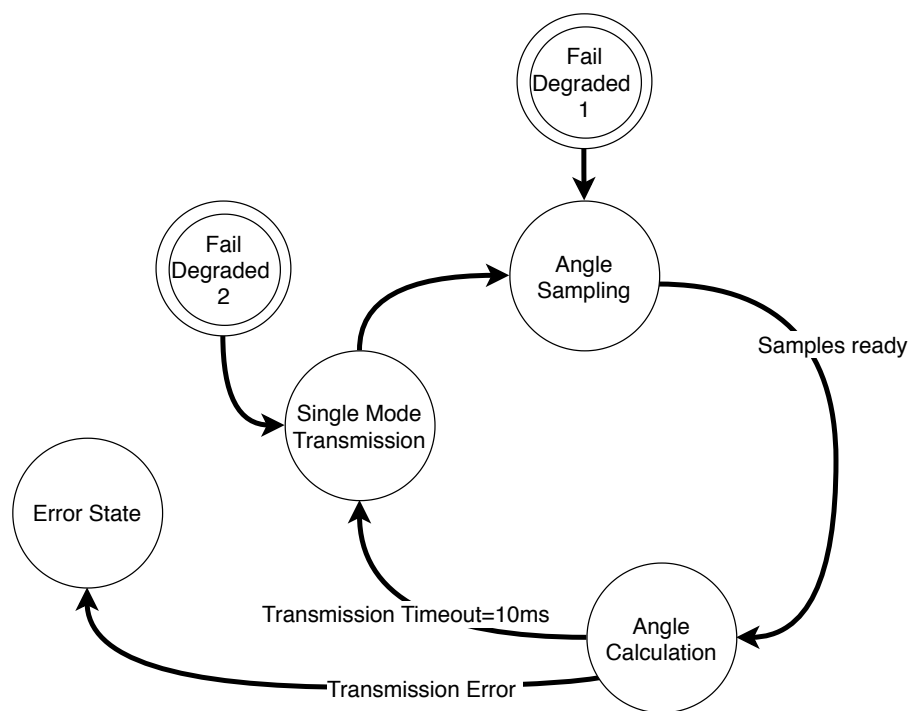 Fail
Degraded
1
Fail
Degraded
2
Angle
Sampling
Samples ready
Single Mode
Transmission
Error State
Transmission Timeout=10ms
Angle
Calculation
Transmission Error